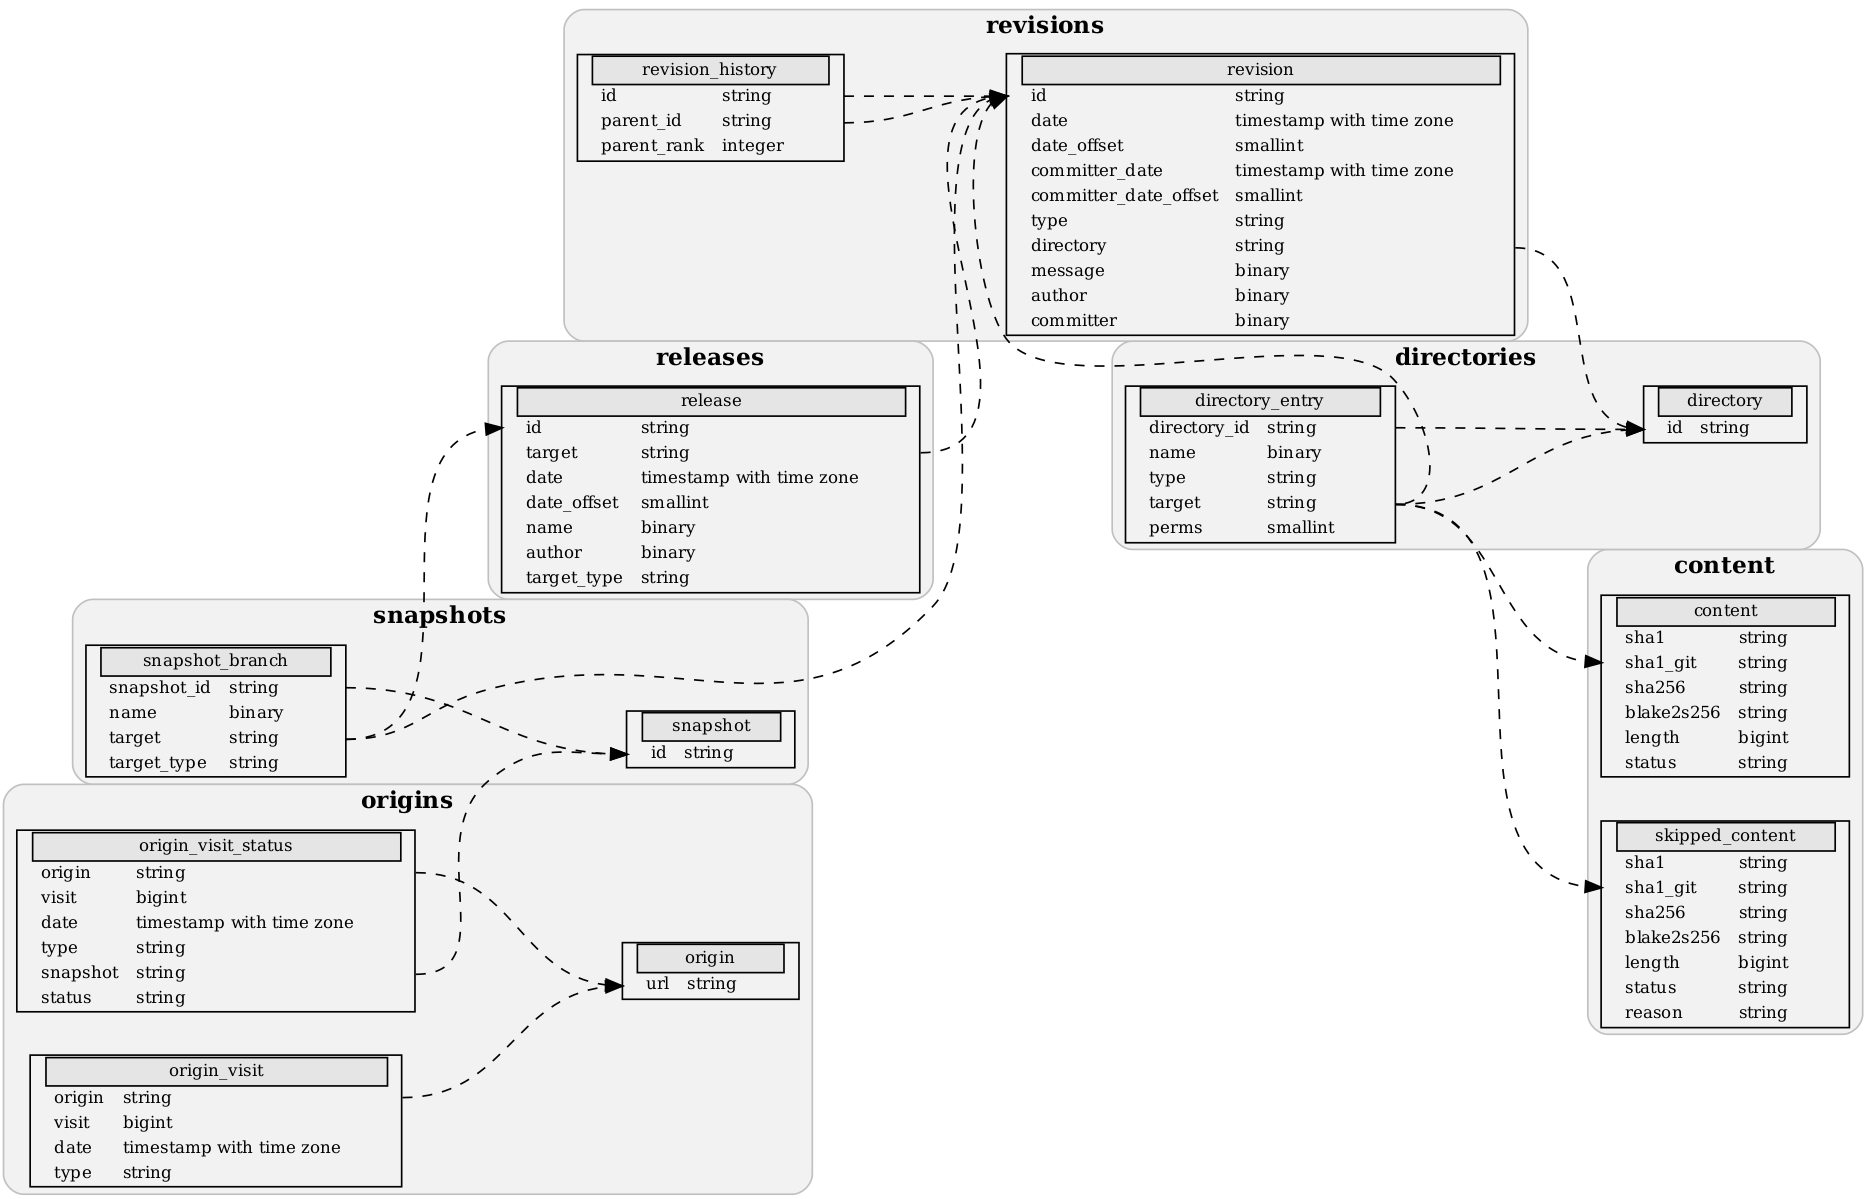 revisions
revision_history
id string
parent_id string
parent_rank integer
revision
id string
date timestamp with time zone
date_offset smallint
committer_date timestamp with time zone
committer_date_offset smallint
type string
directory string
message binary
author binary
committer binary
releases
release
id string
target string
date timestamp with time zone
date_offset smallint
name binary
author binary
target_type string
directories
directory_entry
directory_id string
name binary
type string
target string
perms smallint
directory
id string
content
content
sha1 string
sha1_git string
sha256 string
blake2s256 string
length bigint
status string
skipped_content
sha1 string
sha1_git string
sha256 string
blake2s256 string
length bigint
status string
reason string
snapshots
snapshot_branch
snapshot_id string
name binary
target string
target_type string
snapshot
id string
origins
origin_visit_status
origin string
visit bigint
date timestamp with time zone
type string
snapshot string
status string
origin
url string
origin_visit
origin string
visit bigint
date timestamp with time zone
type string